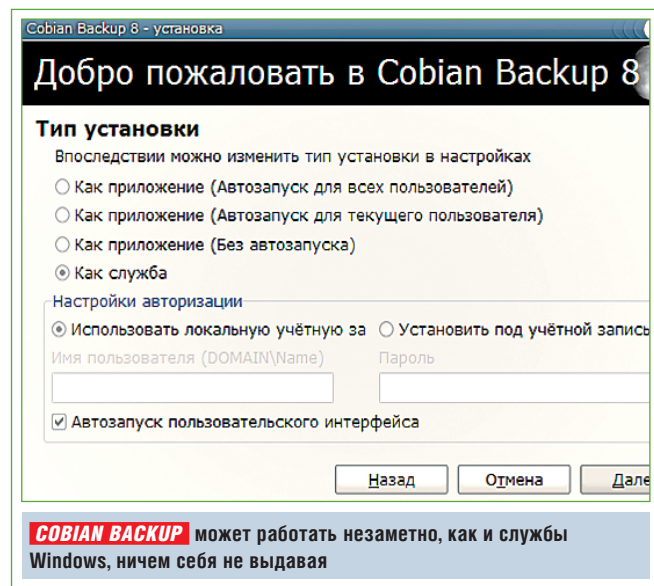 Cobian Backup 8 - установка
Добро пожаловать в Cobian Backup 8
Тип установки
Впоследствии можно изменить тип установки в настройках
Как приложение (Автозапуск для всех пользователей)
Как приложение (Автозапуск для текущего пользователя)
Как приложение (Без автозапуска)
Как служба
Настройки авторизации
Использовать локальную учётную за Установить под учётной запись
Имя пользователя (DOMAIN\Name) Пароль
Автозапуск пользовательского интерфейса
Назад Отмена Дале
COBIAN BACKUP может работать незаметно, как и службы
Windows, ничем себя не выдавая